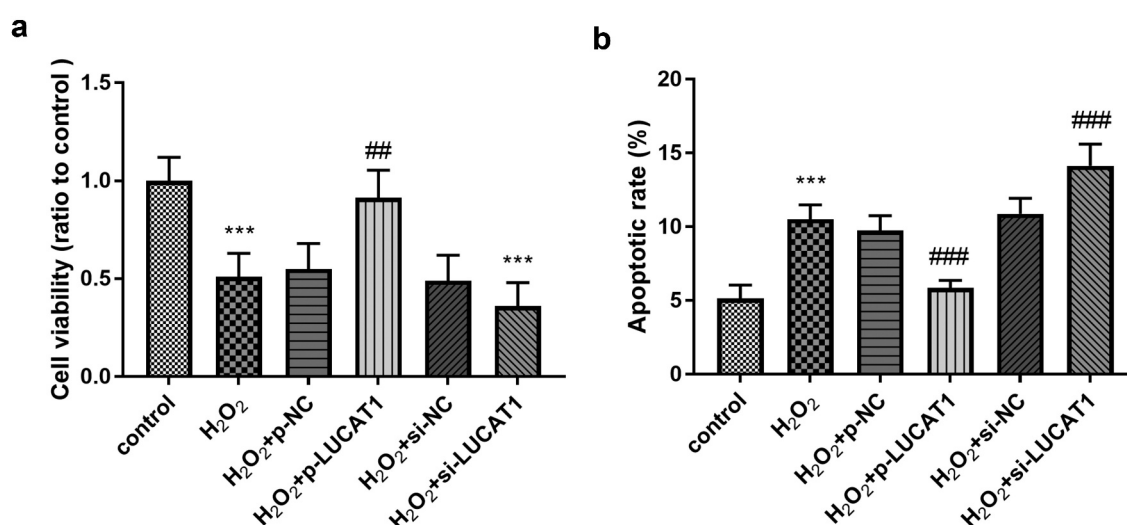 a
Cell viability (ratio to control )
1.5
1.0
0.5
0.0
***
##
***
control
H₂O₂
H₂O₂+p-NC
H₂O₂+p-LUCAT1
H₂O₂+si-NC
H₂O₂+si-LUCAT1
b
Apoptotic rate (%)
20
15
10
5
0
***
###
###
control
H₂O₂
H₂O₂+p-NC
H₂O₂+p-LUCAT1
H₂O₂+si-NC
H₂O₂+si-LUCAT1